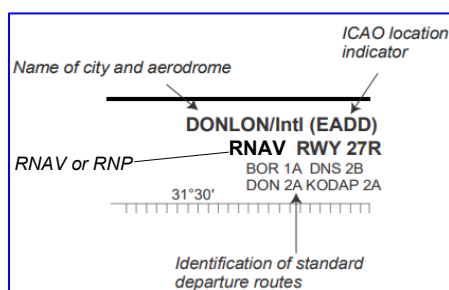 ICAO location
indicator
Name of city and aerodrome
DONLON/Intl (EADD)
RNAV RWY 27R
RNAV or RNP
BOR 1A DNS 2B
DON 2A KODAP 2A
31°30'
Identification of standard
departure routes